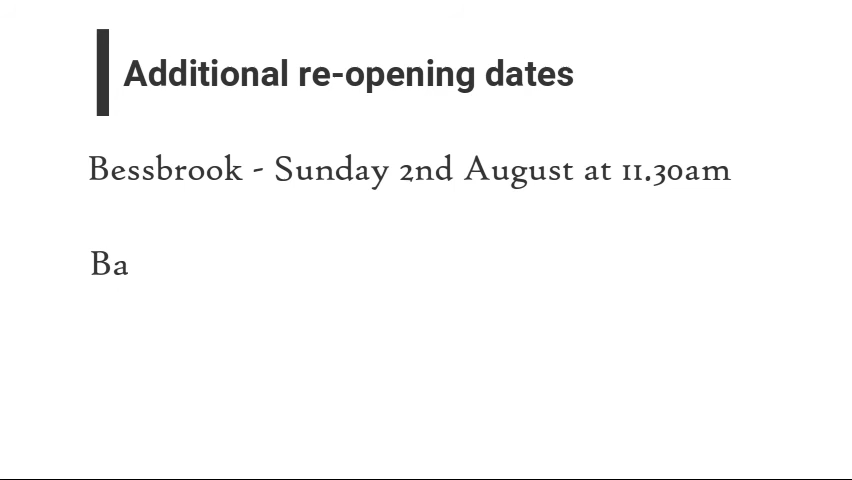 Additional re-opening dates
Bessbrook - Sunday 2nd August at 11.30am
Ba